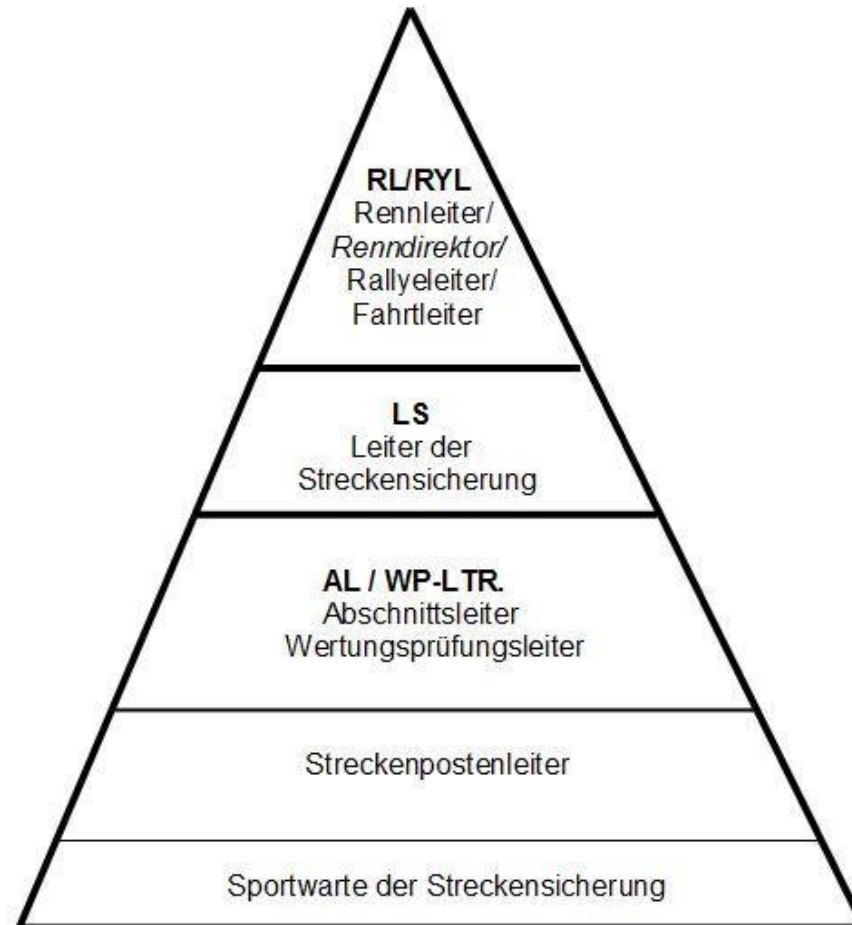 RL/RYL
Rennleiter/
Renndirektor/
Rallyeleiter/
Fahrtleiter
LS
Leiter der
Streckensicherung
AL / WP-LTR.
Abschnittsleiter
Wertungsprüfungsleiter
Streckenpostenleiter
Sportwarte der Streckensicherung